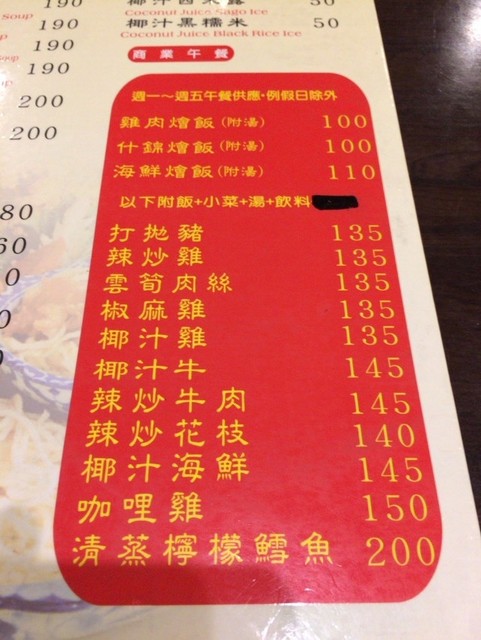 190
Soup
190
190
Soup
190
200
200
80
60
0
0
椰汁西米露 50
Coconut Juice Sago Ice
椰汁黑糯米 50
Coconut Juice Black Rice Ice
商業午餐
週一～週五午餐供應‧例假日除外
雞肉燴飯(附湯) 100
什錦燴飯(附湯) 100
海鮮燴飯(附湯) 110
以下附飯+小菜+湯+飲料
打拋豬 135
辣炒雞 135
雲筍肉絲 135
椒麻雞 135
椰汁雞 135
椰汁牛 145
辣炒牛肉 145
辣炒花枝 140
椰汁海鮮 145
咖哩雞 150
清蒸檸檬鱈魚 200